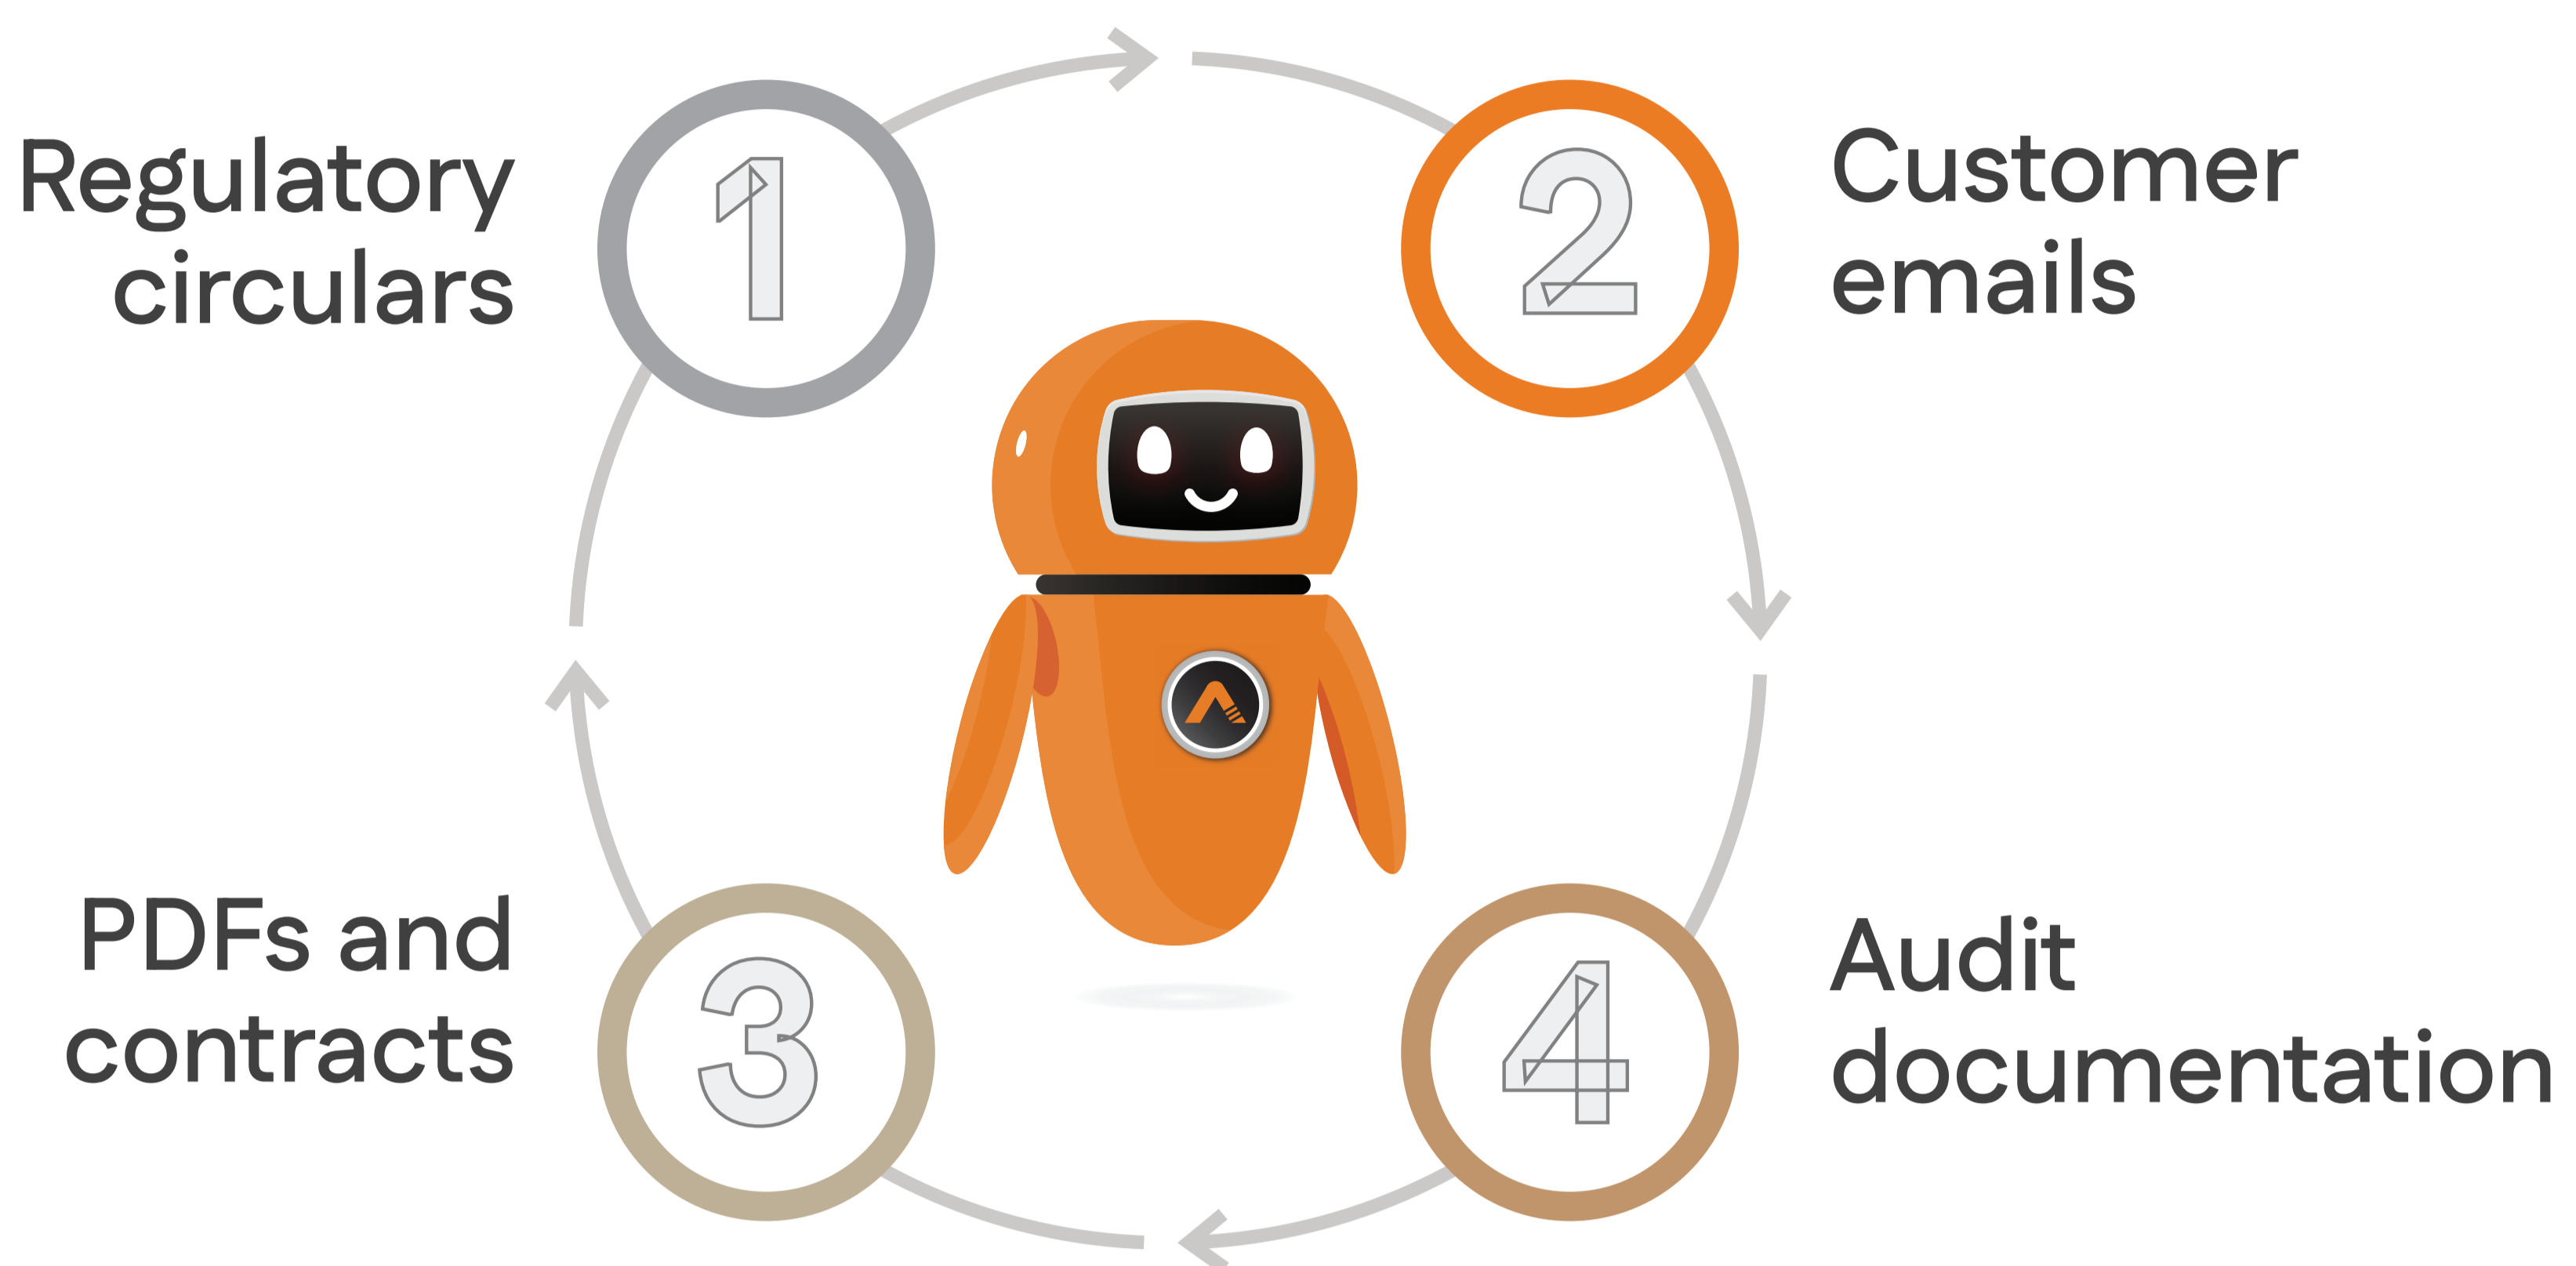 1
Regulatory
circulars
2
Customer
emails
3
PDFs and
contracts
4
Audit
documentation